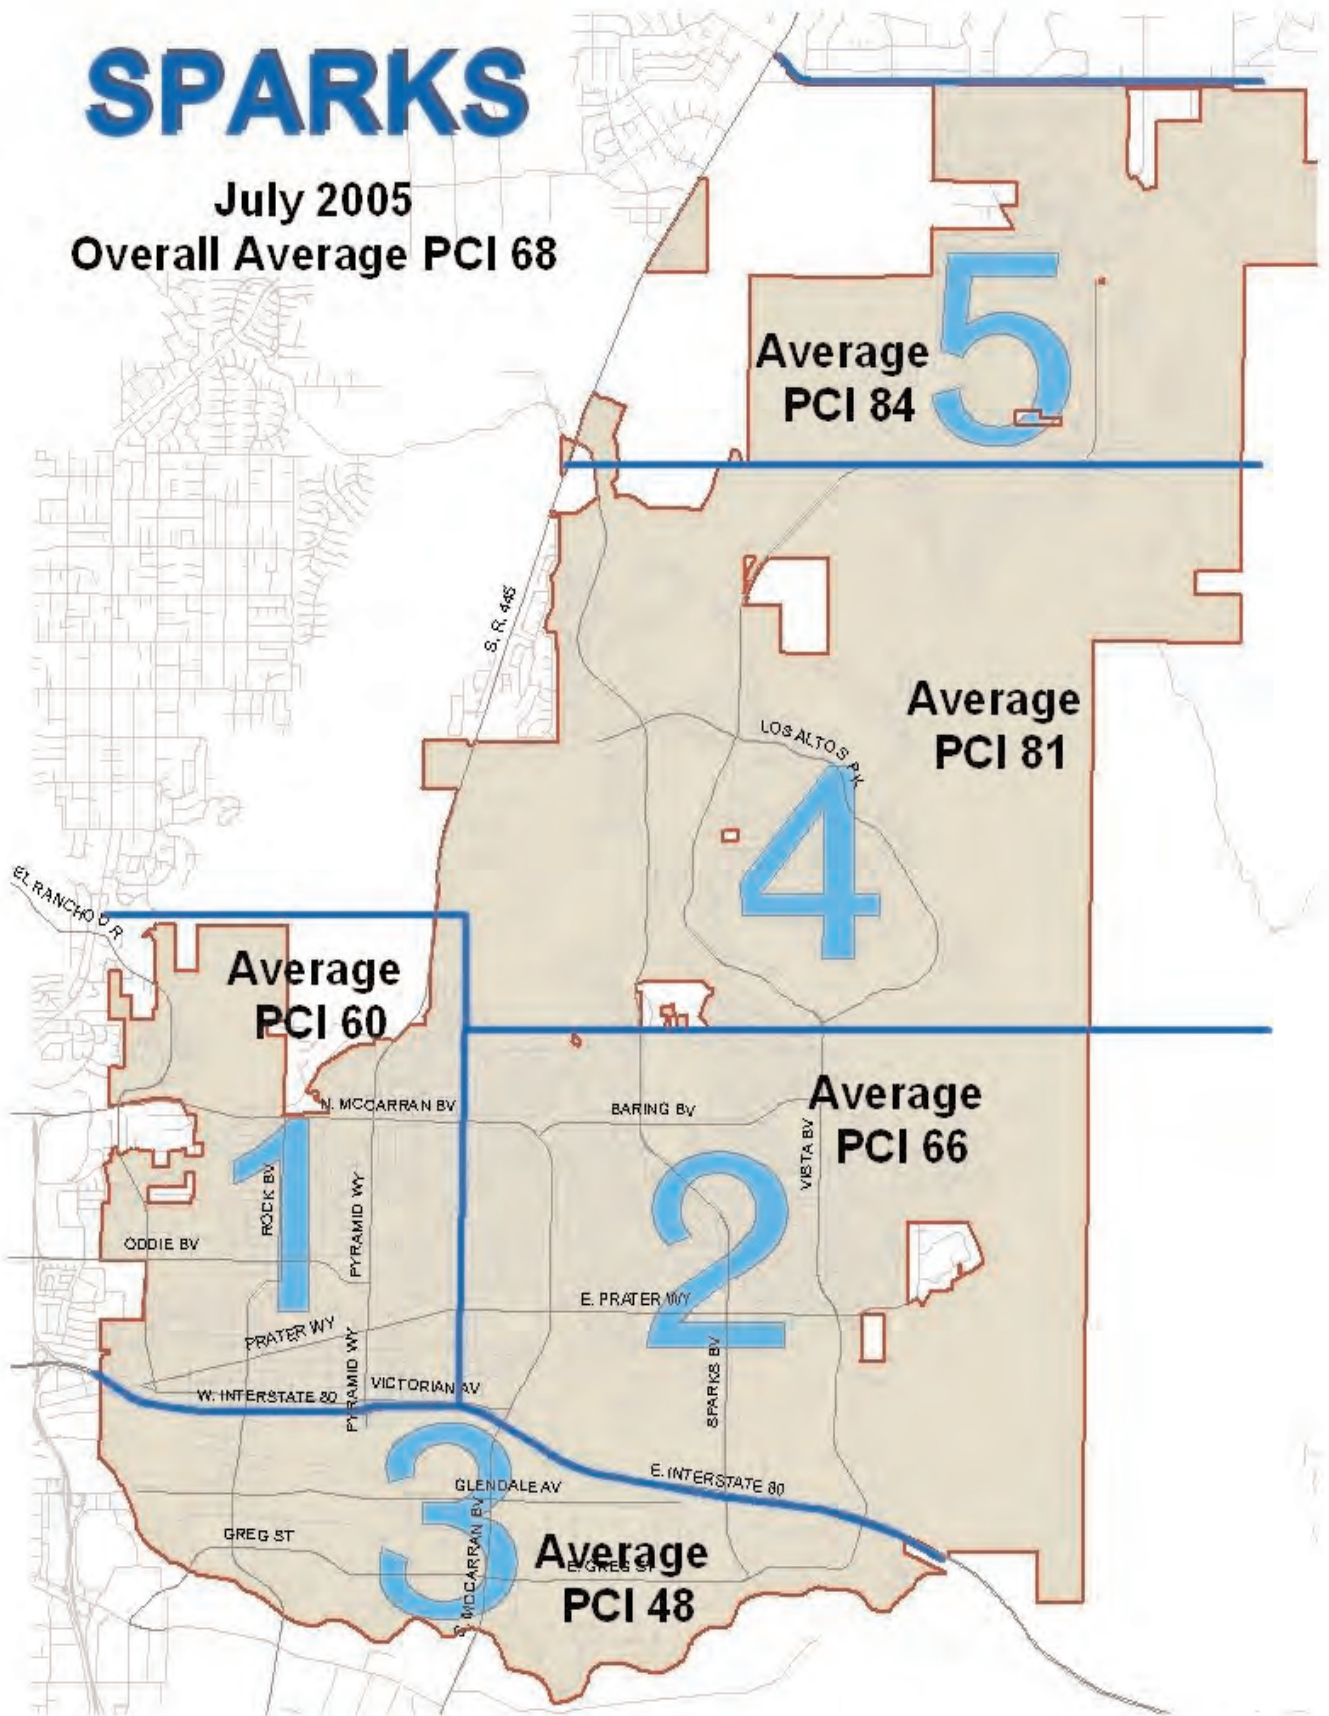 SPARKS
July 2005
Overall Average PCI 68
5
Average
PCI 84
S. R. 445
Average
PCI 81
LOS ALTOS PK
4
EL RANCHO DR
Average
PCI 60
N. MCCARRAN BV
BARING BV
Average
PCI 66
VISTA BV
1
2
ROCK BV
PYRAMID WY
ODDIE BV
E. PRATER WY
PRATER WY
PYRAMID WY
SPARKS BV
VICTORIAN AV
W. INTERSTATE 80
3
E. INTERSTATE 80
GLENDALE AV
GREG ST
S. MCCARRAN BV
Average
E. GREG ST
PCI 48